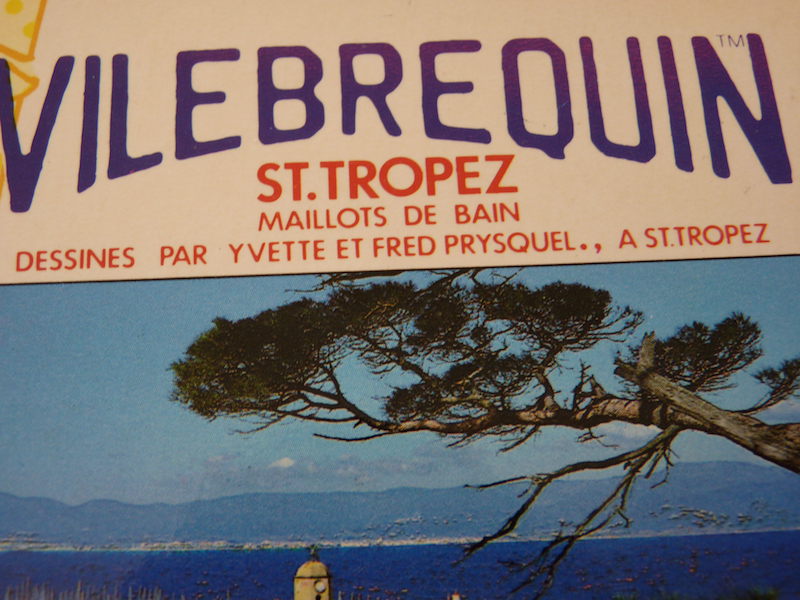 VILEBREQUIN™
ST.TROPEZ
MAILLOTS DE BAIN
DESSINES PAR YVETTE ET FRED PRYSQUEL., A ST.TROPEZ